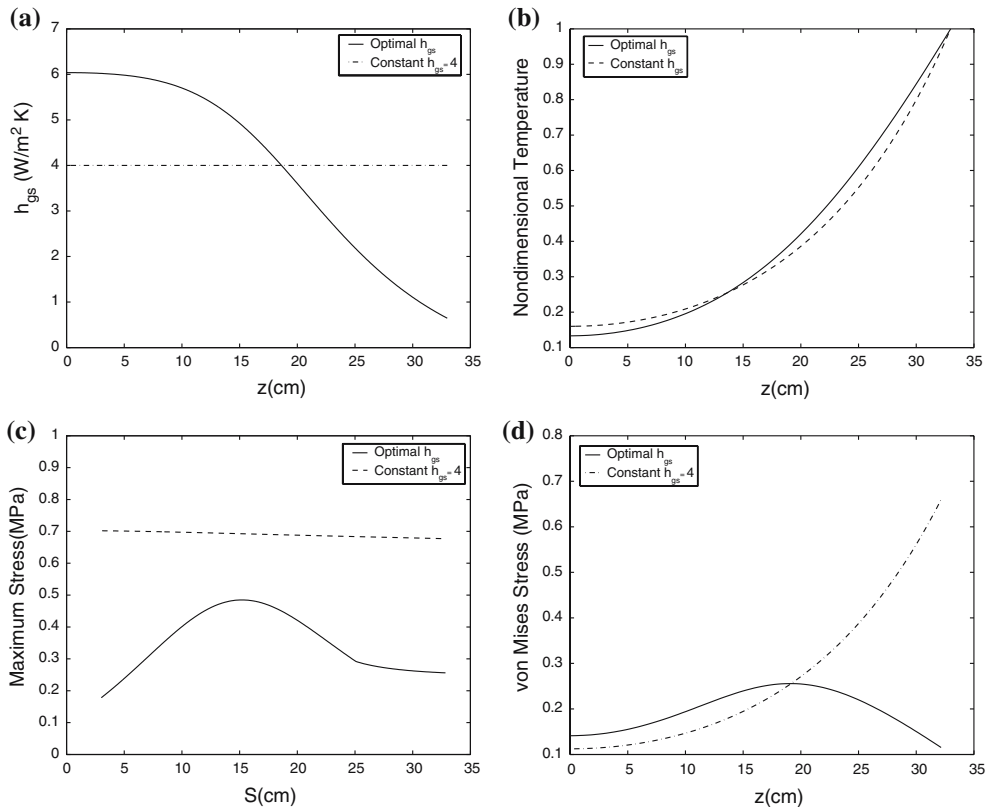 (a)
7
6
5
4
3
2
1
0
h_gs (W/m² K)
0 5 10 15 20 25 30 35
z(cm)
Optimal h_gs
Constant h_gs=4
(b)
1
0.9
0.8
0.7
0.6
0.5
0.4
0.3
0.2
0.1
Nondimensional Temperature
0 5 10 15 20 25 30 35
z(cm)
Optimal h_gs
Constant h_gs
(c)
1
0.9
0.8
0.7
0.6
0.5
0.4
0.3
0.2
0.1
0
Maximum Stress(MPa)
0 5 10 15 20 25 30 35
S(cm)
Optimal h_gs
Constant h_gs=4
(d)
0.8
0.7
0.6
0.5
0.4
0.3
0.2
0.1
von Mises Stress (MPa)
0 5 10 15 20 25 30 35
z(cm)
Optimal h_gs
Constant h_gs=4